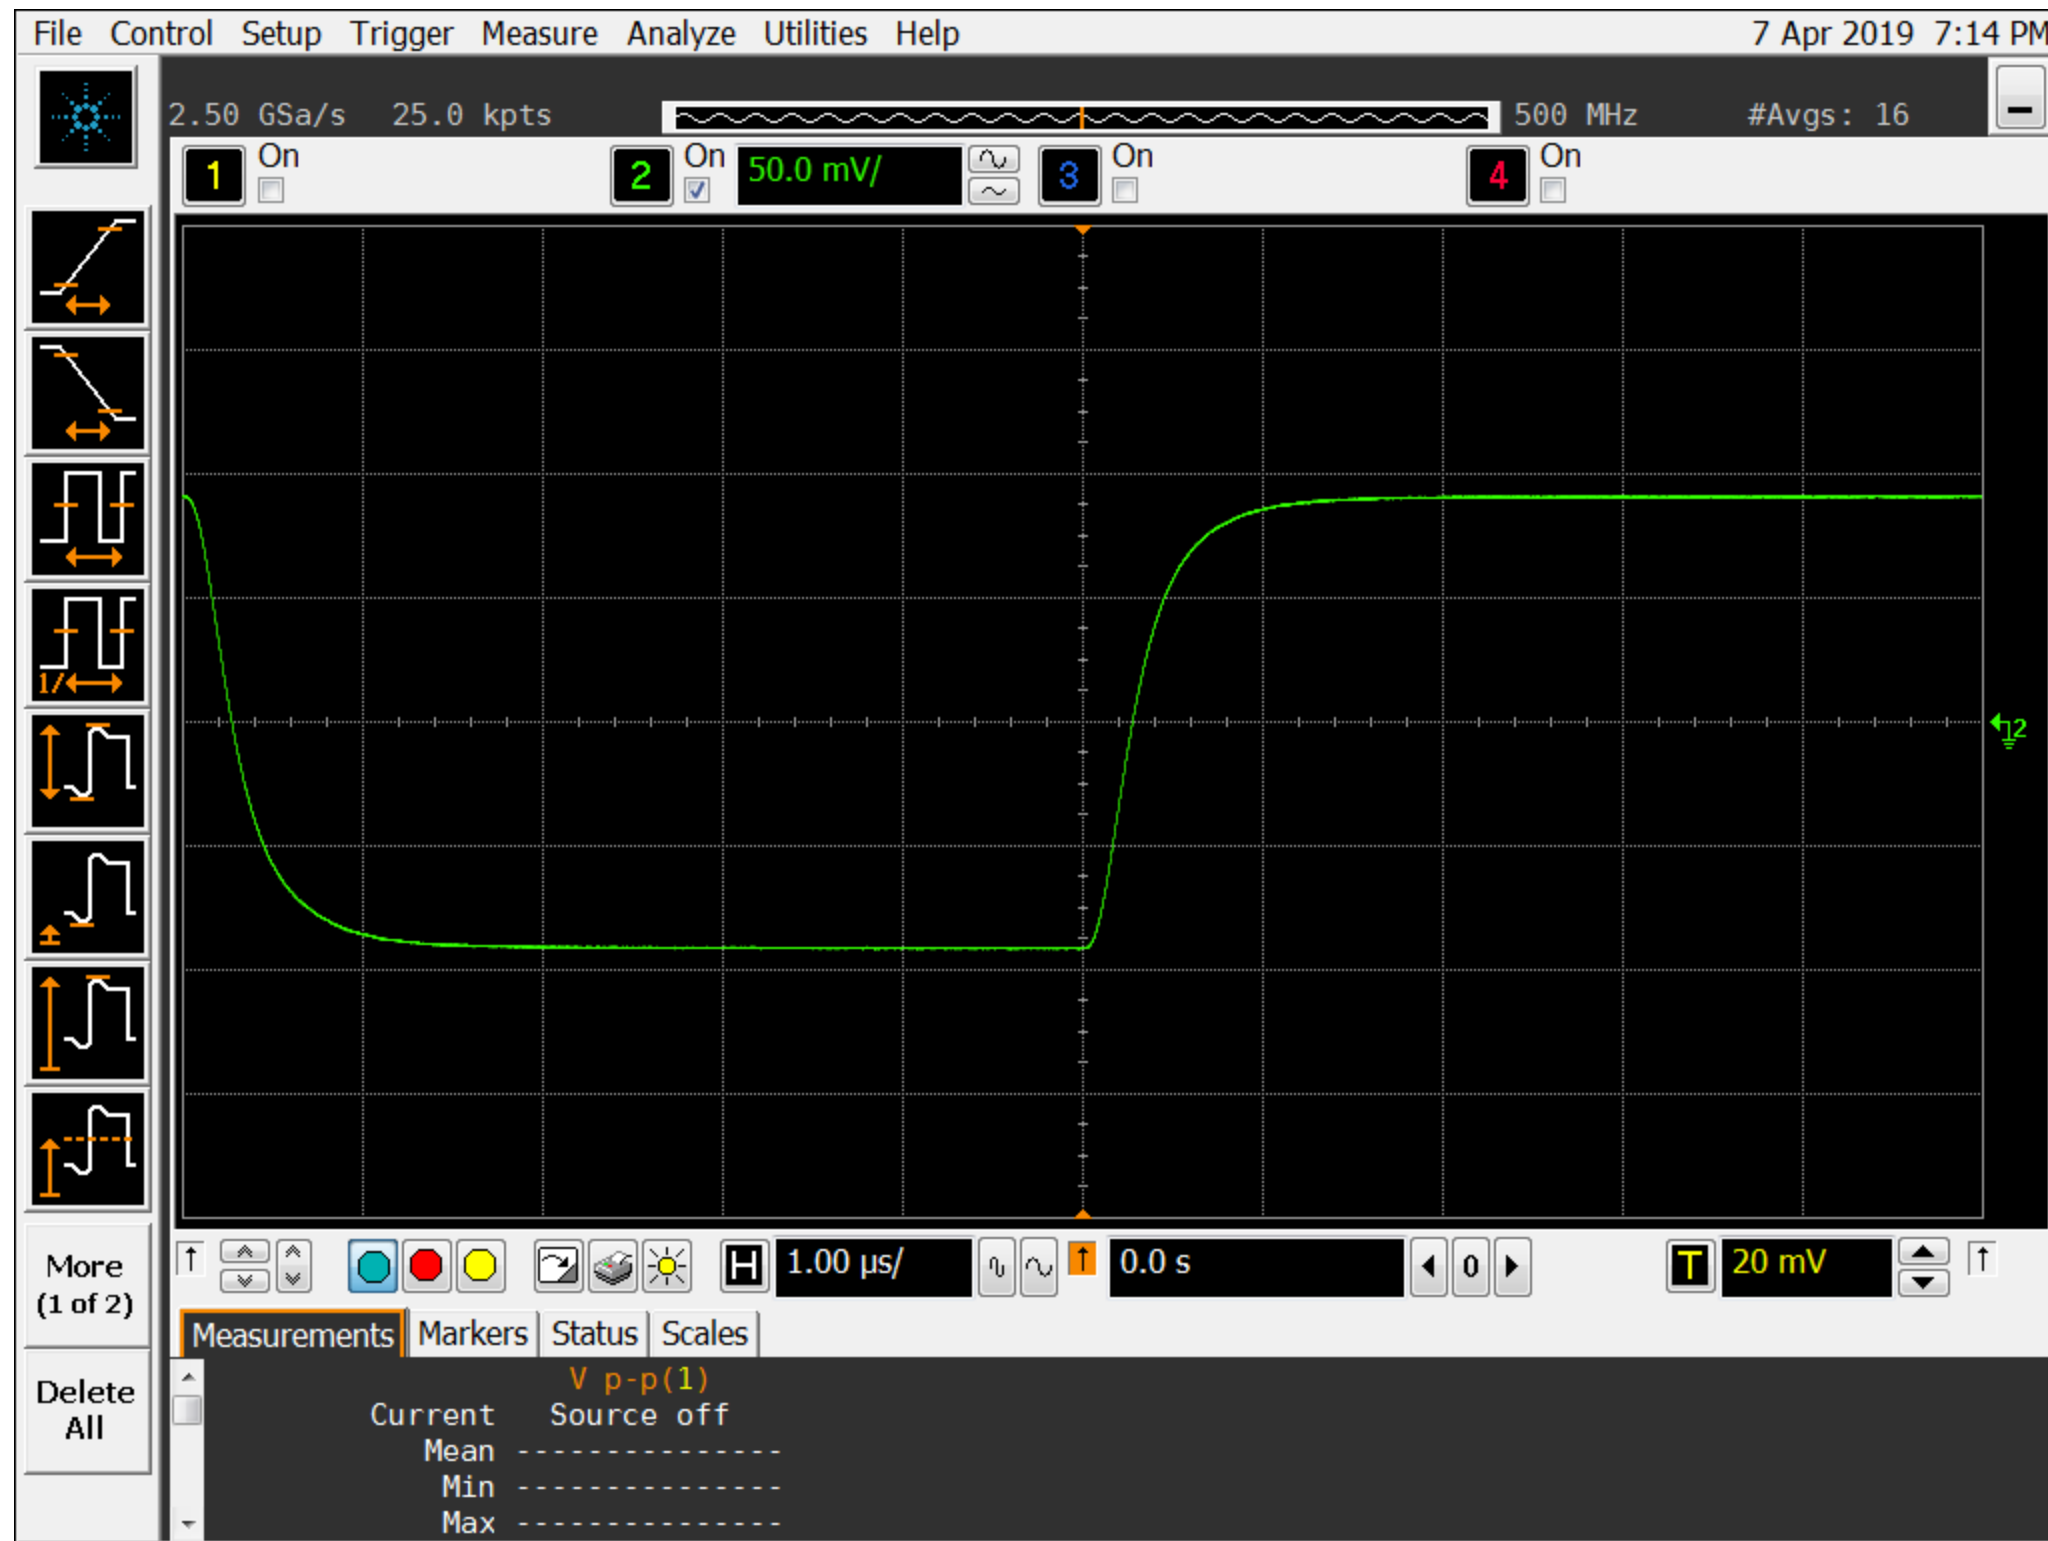 File Control Setup Trigger Measure Analyze Utilities Help 7 Apr 2019 7:14 PM
2.50 GSa/s 25.0 kpts 500 MHz #Avgs: 16
1 On 2 On 50.0 mV/ 3 On 4 On
1/
2
More
(1 of 2)
H 1.00 µs/ 0.0 s 0 T 20 mV
Measurements Markers Status Scales
Delete
All
V p-p(1)
Current Source off
Mean ---------------
Min ---------------
Max ---------------